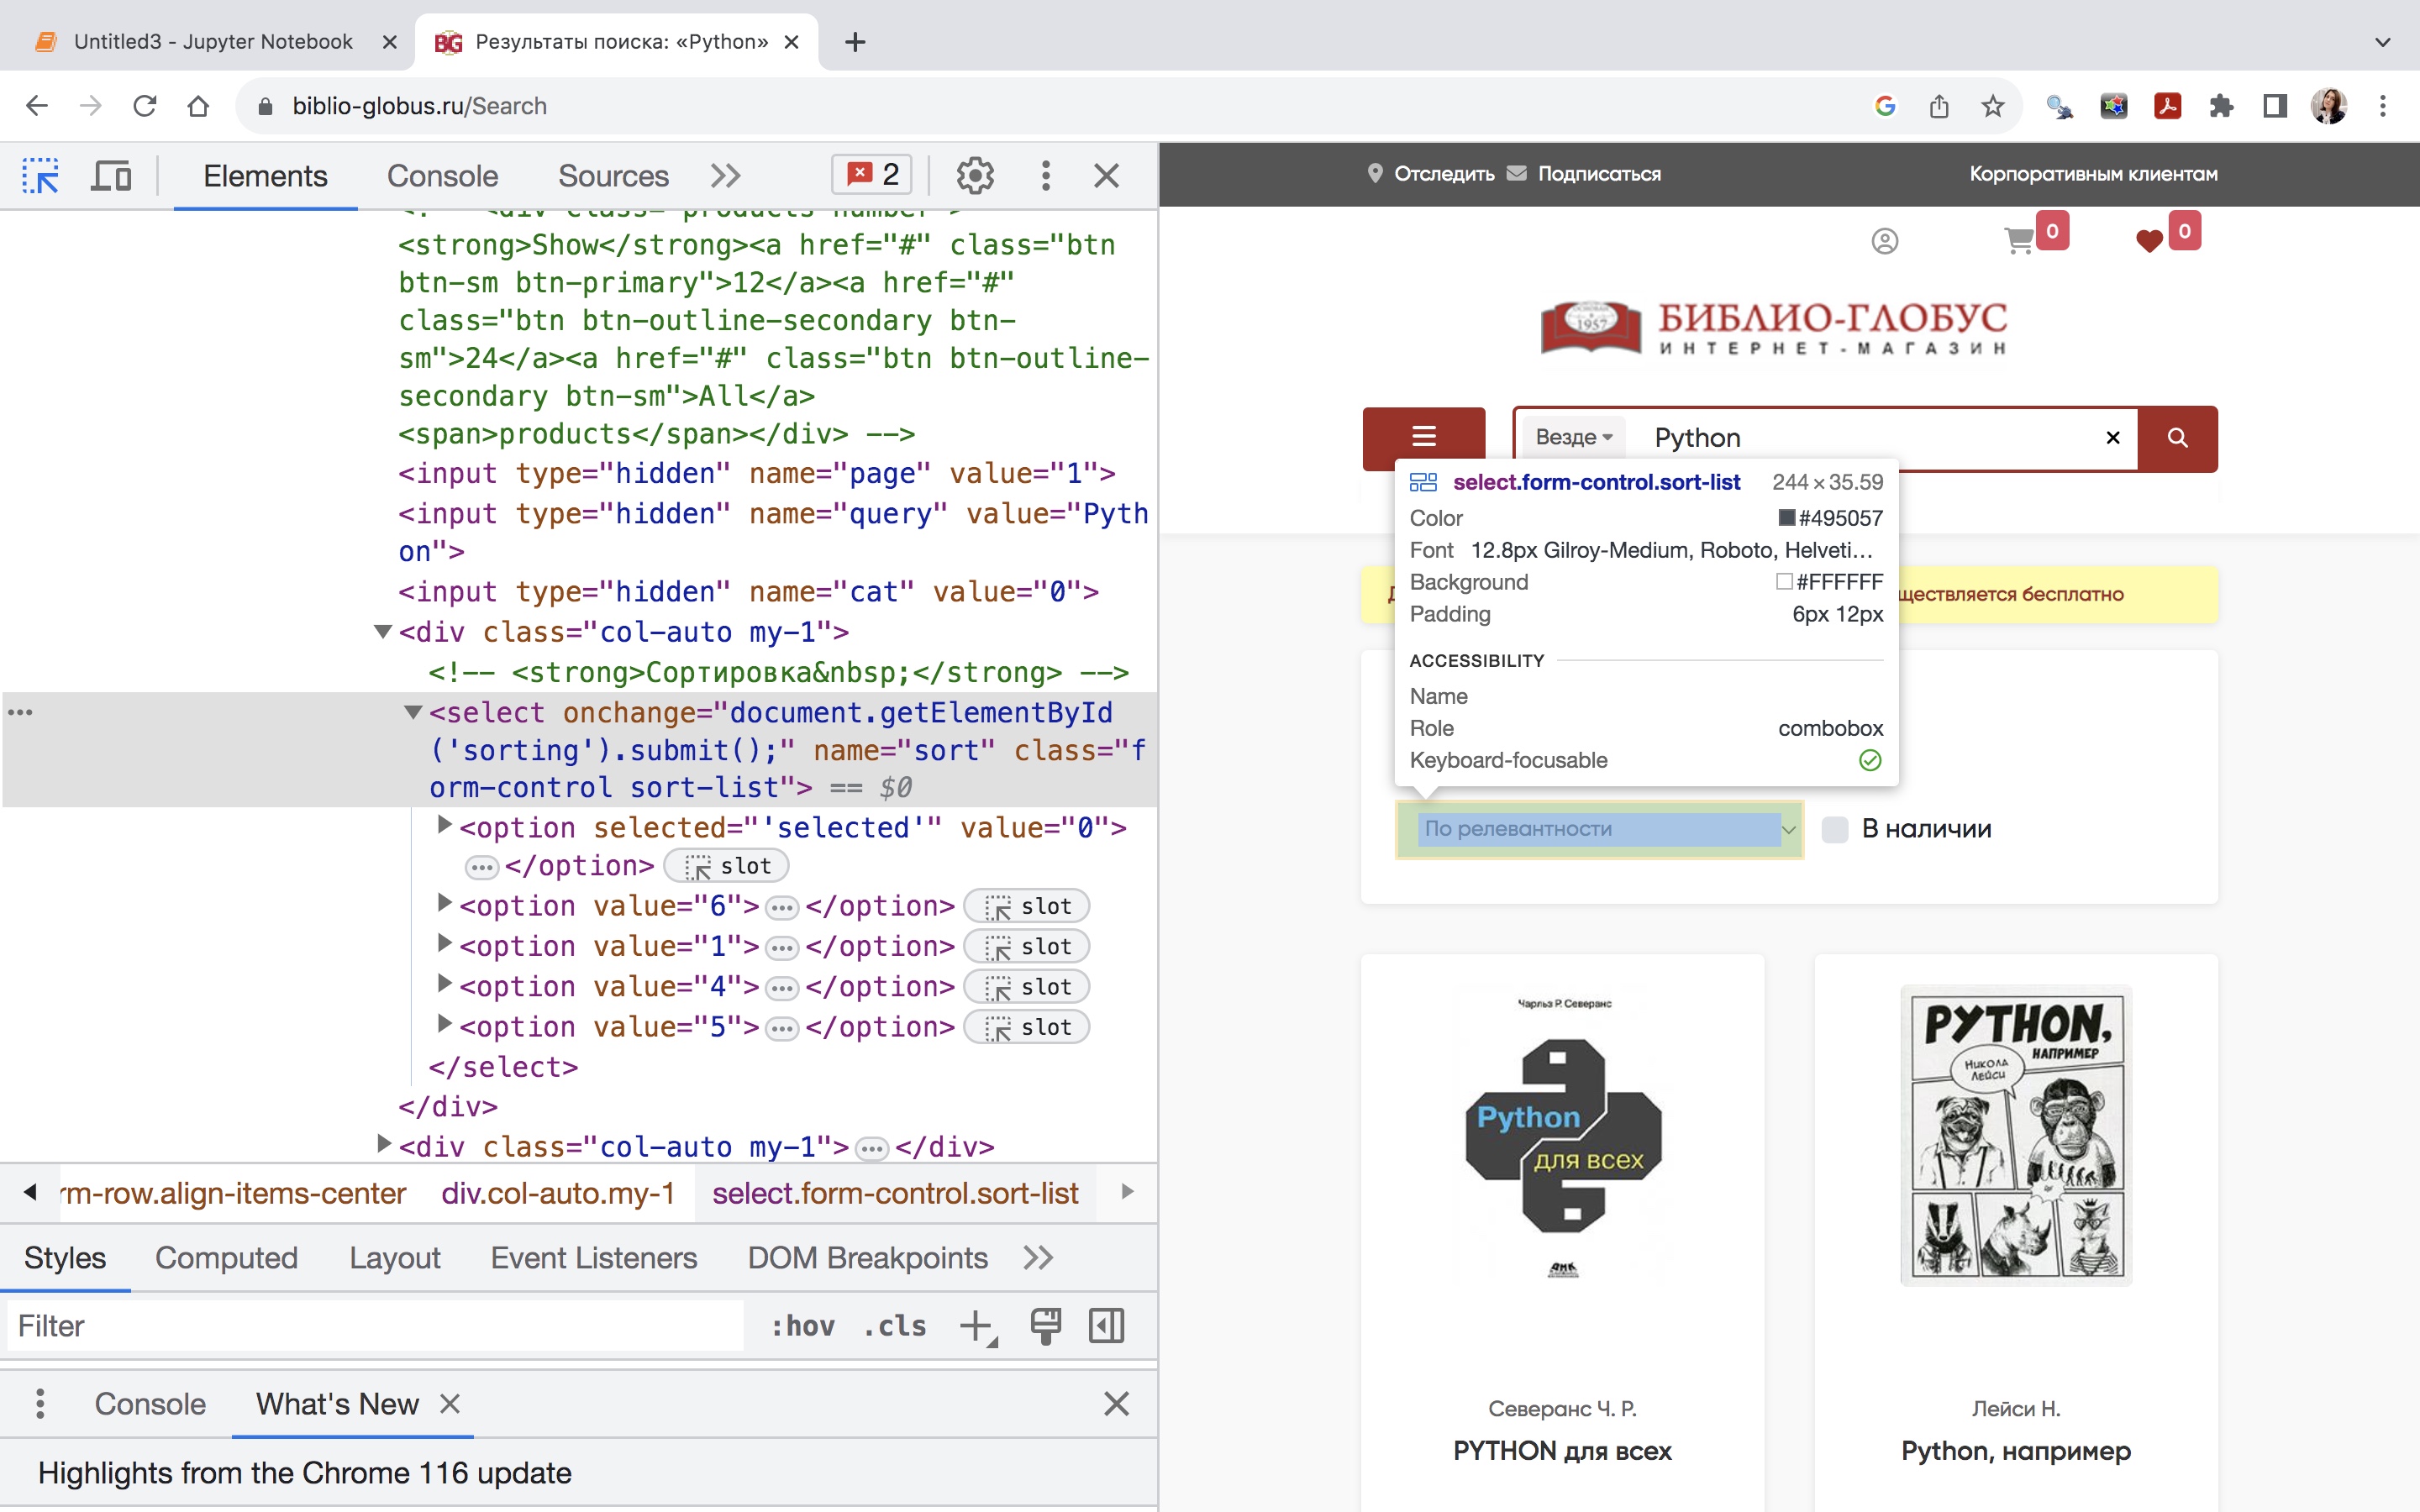 Untitled3 - Jupyter Notebook
Результаты поиска: «Python»
biblio-globus.ru/Search
Elements Console Sources 2
<!-- <div class="products-number">
<strong>Show</strong><a href="#" class="btn
btn-sm btn-primary">12</a><a href="#"
class="btn btn-outline-secondary btn-
sm">24</a><a href="#" class="btn btn-outline-
secondary btn-sm">All</a>
<span>products</span></div> -->
<input type="hidden" name="page" value="1">
<input type="hidden" name="query" value="Pyth
on">
<input type="hidden" name="cat" value="0">
<div class="col-auto my-1">
<!-- <strong>Сортировка&nbsp;</strong> -->
<select onchange="document.getElementById
('sorting').submit();" name="sort" class="f
orm-control sort-list"> == $0
<option selected="'selected'" value="0">
</option> slot
<option value="6"></option> slot
<option value="1"></option> slot
<option value="4"></option> slot
<option value="5"></option> slot
</select>
</div>
<div class="col-auto my-1"></div>
rm-row.align-items-center div.col-auto.my-1 select.form-control.sort-list
Styles Computed Layout Event Listeners DOM Breakpoints
Filter :hov .cls
Console What's New
Highlights from the Chrome 116 update
Отследить Подписаться Корпоративным клиентам
0 0
ОСНОВАН
В
1957
БИБЛИО-ГЛОБУС
ИНТЕРНЕТ-МАГАЗИН
Везде Python
select.form-control.sort-list 244 × 35.59
Color #495057
Font 12.8px Gilroy-Medium, Roboto, Helveti…
Background #FFFFFF
Padding 6px 12px
ACCESSIBILITY
Name
Role combobox
Keyboard-focusable
ществляется бесплатно
По релевантности
В наличии
Чарльз Р. Северанс
Python
для всех
ДМК
PYTHON,
НАПРИМЕР
НИКОЛА
ЛЕЙСИ
Северанс Ч. Р.
PYTHON для всех
Лейси Н.
Python, например